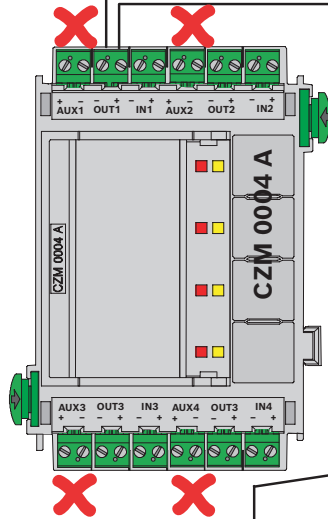 + − − + − + + − − + − +
AUX1 OUT1 IN1 AUX2 OUT2 IN2
CZM 0004 A
CZM 0004 A
AUX3 OUT3 IN3 AUX4 OUT3 IN4
+ − − + − + + − − + − +